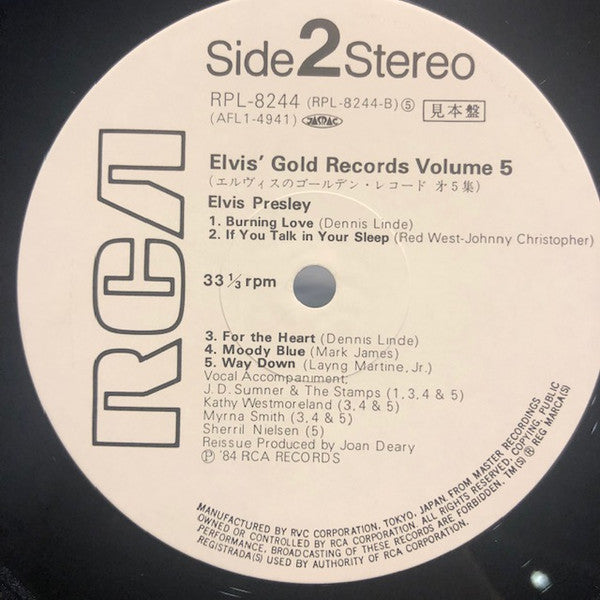 Side 2 Stereo
RPL-8244 (RPL-8244-B) ⑤ 見本盤
(AFL1-4941) JASRAC
Elvis' Gold Records Volume 5
(エルヴィスのゴールデン・レコード 才5集)
Elvis Presley
1. Burning Love (Dennis Linde)
2. If You Talk in Your Sleep (Red West-Johnny Christopher)
33 ⅓ rpm
3. For the Heart (Dennis Linde)
4. Moody Blue (Mark James)
5. Way Down (Layng Martine, Jr.)
Vocal Accompaniment:
J.D. Sumner & The Stamps (1, 3, 4 & 5)
Kathy Westmoreland (3, 4 & 5)
Myrna Smith (3, 4 & 5)
Sherril Nielsen (5)
Reissue Produced by Joan Deary
Ⓟ '84 RCA RECORDS
RCA
MANUFACTURED BY RVC CORPORATION, TOKYO, JAPAN FROM MASTER RECORDINGS
OWNED OR CONTROLLED BY RCA CORPORATION. ALL RIGHTS RESERVED. COPYING, PUBLIC
PERFORMANCE, BROADCASTING OF THESE RECORDS ARE FORBIDDEN. TM(S) ® REG MARCA(S)
REGISTRADA(S) USED BY AUTHORITY OF RCA CORPORATION.